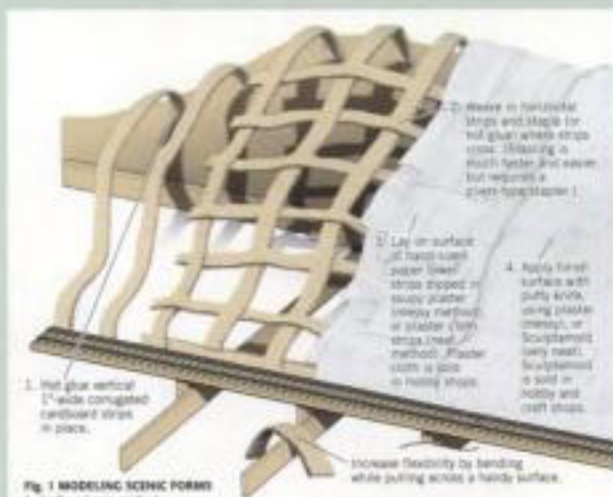 1. Hot glue vertical
1"-wide corrugated
cardboard strips
in place.
2. Weave in horizontal
strips and staple (or
hot glue) where strips
cross. (Stapling is
much faster and easier
but requires a
pliers-type stapler.)
3. Lay on surface
of hand-sized
paper towel
strips dipped in
soupy plaster
(messy method)
or plaster cloth
strips (neat
method). Plaster
cloth is sold
in hobby shops.
4. Apply finish
surface with
putty knife,
using plaster
(messy), or
Sculptamold
(very neat).
Sculptamold
is sold in
hobby and
craft shops.
Increase flexibility by bending
while pulling across a handy surface.
Fig. 1 MODELING SCENIC FORMS